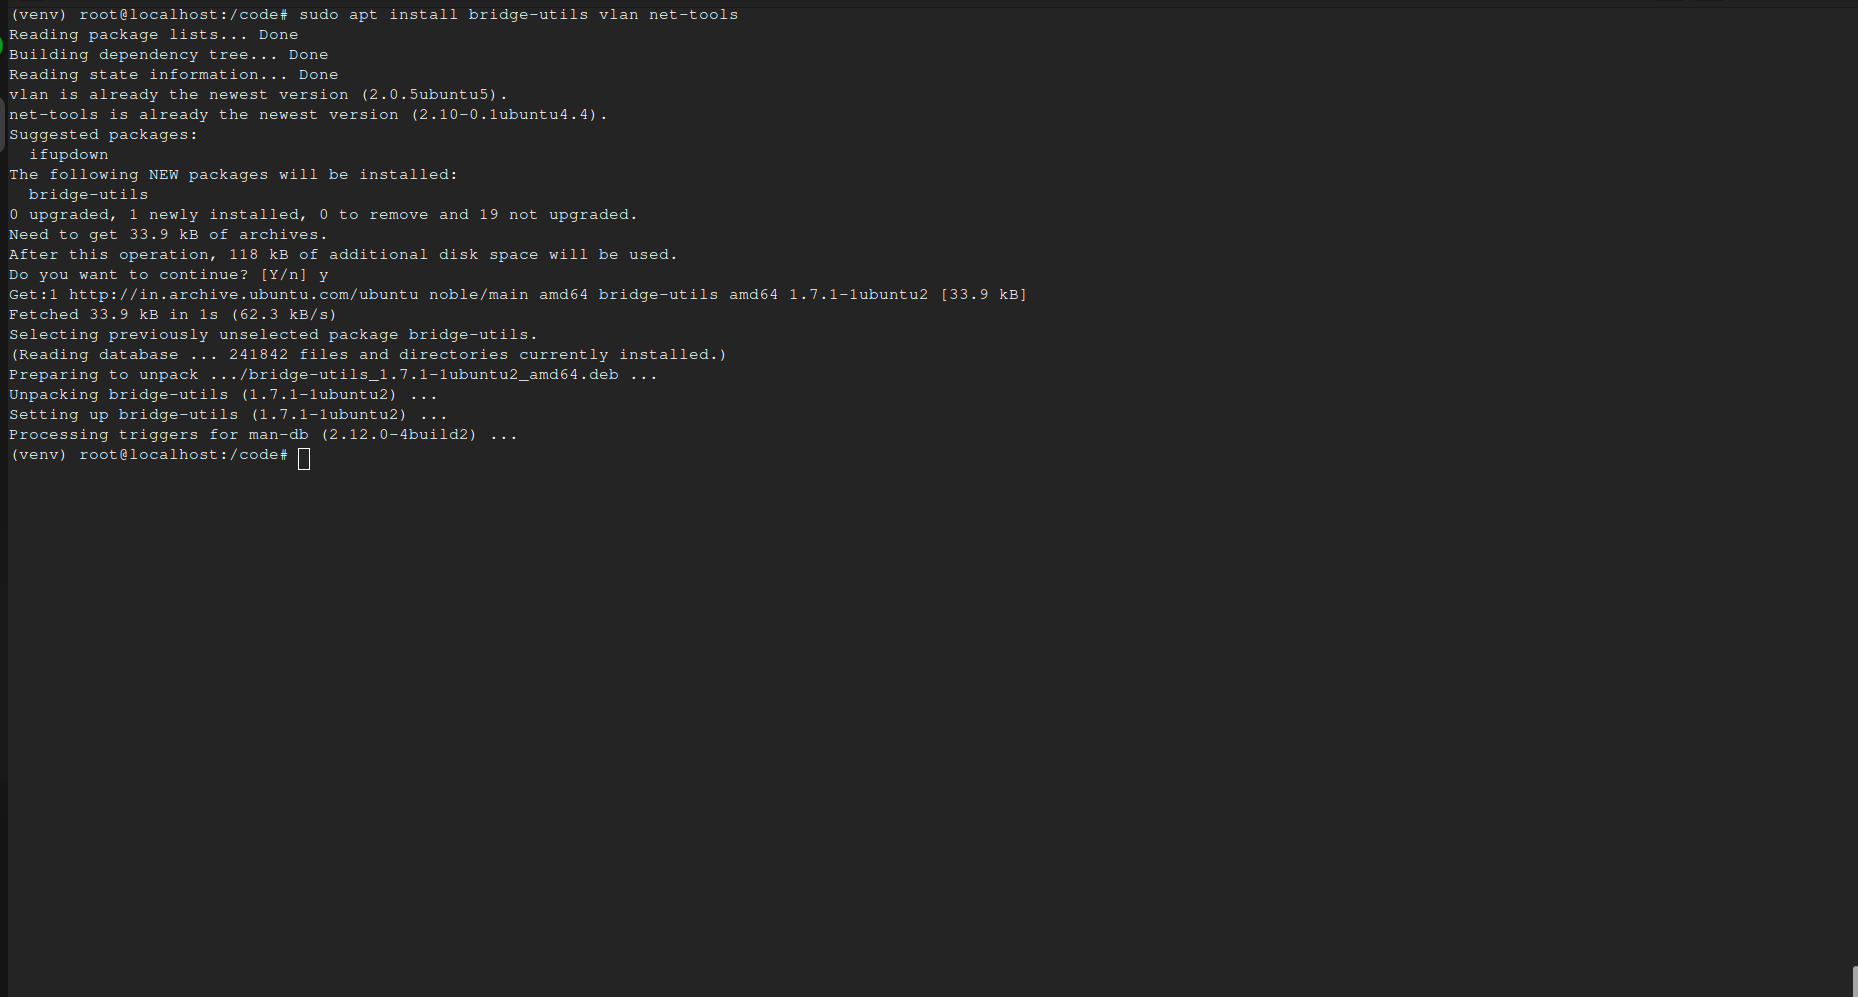 (venv) root@localhost:/code# sudo apt install bridge-utils vlan net-tools
Reading package lists... Done
Building dependency tree... Done
Reading state information... Done
vlan is already the newest version (2.0.5ubuntu5).
net-tools is already the newest version (2.10-0.1ubuntu4.4).
Suggested packages:
  ifupdown
The following NEW packages will be installed:
  bridge-utils
0 upgraded, 1 newly installed, 0 to remove and 19 not upgraded.
Need to get 33.9 kB of archives.
After this operation, 118 kB of additional disk space will be used.
Do you want to continue? [Y/n] y
Get:1 http://in.archive.ubuntu.com/ubuntu noble/main amd64 bridge-utils amd64 1.7.1-1ubuntu2 [33.9 kB]
Fetched 33.9 kB in 1s (62.3 kB/s)
Selecting previously unselected package bridge-utils.
(Reading database ... 241842 files and directories currently installed.)
Preparing to unpack .../bridge-utils_1.7.1-1ubuntu2_amd64.deb ...
Unpacking bridge-utils (1.7.1-1ubuntu2) ...
Setting up bridge-utils (1.7.1-1ubuntu2) ...
Processing triggers for man-db (2.12.0-4build2) ...
(venv) root@localhost:/code#